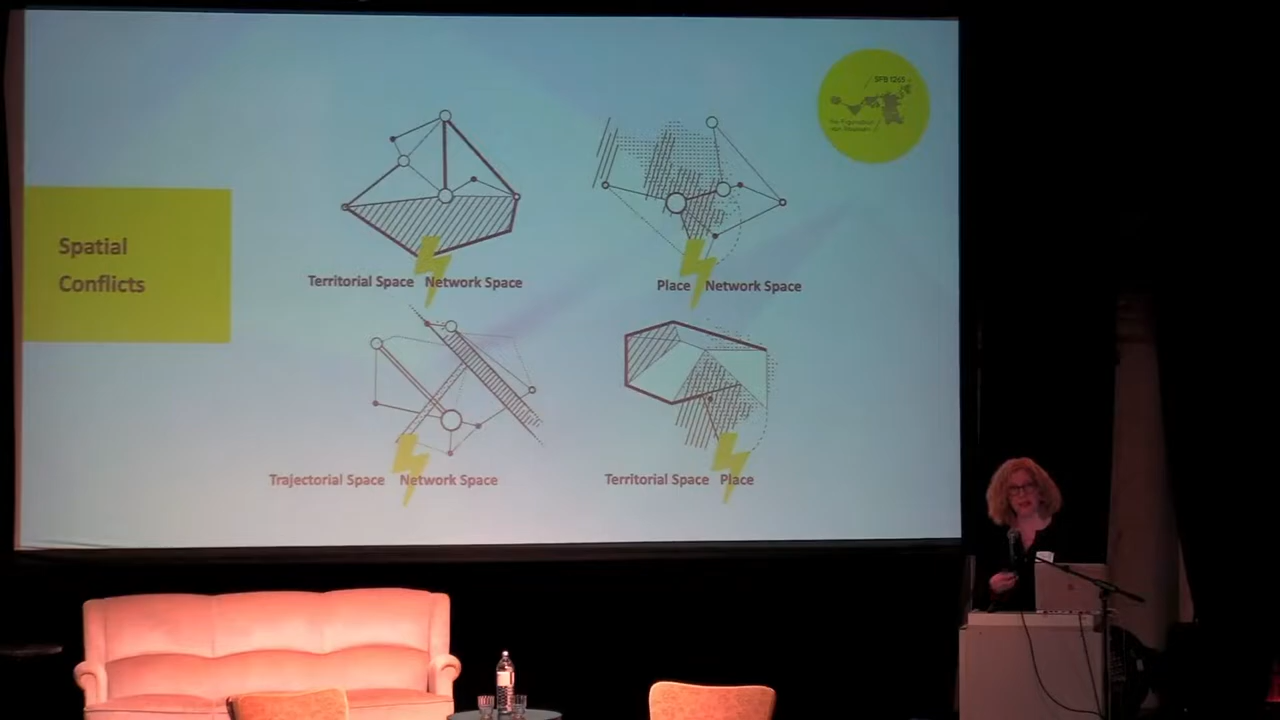 Spatial
Conflicts
SFB 1265
Territorial Space Network Space
Place Network Space
Trajectorial Space Network Space
Territorial Space Place